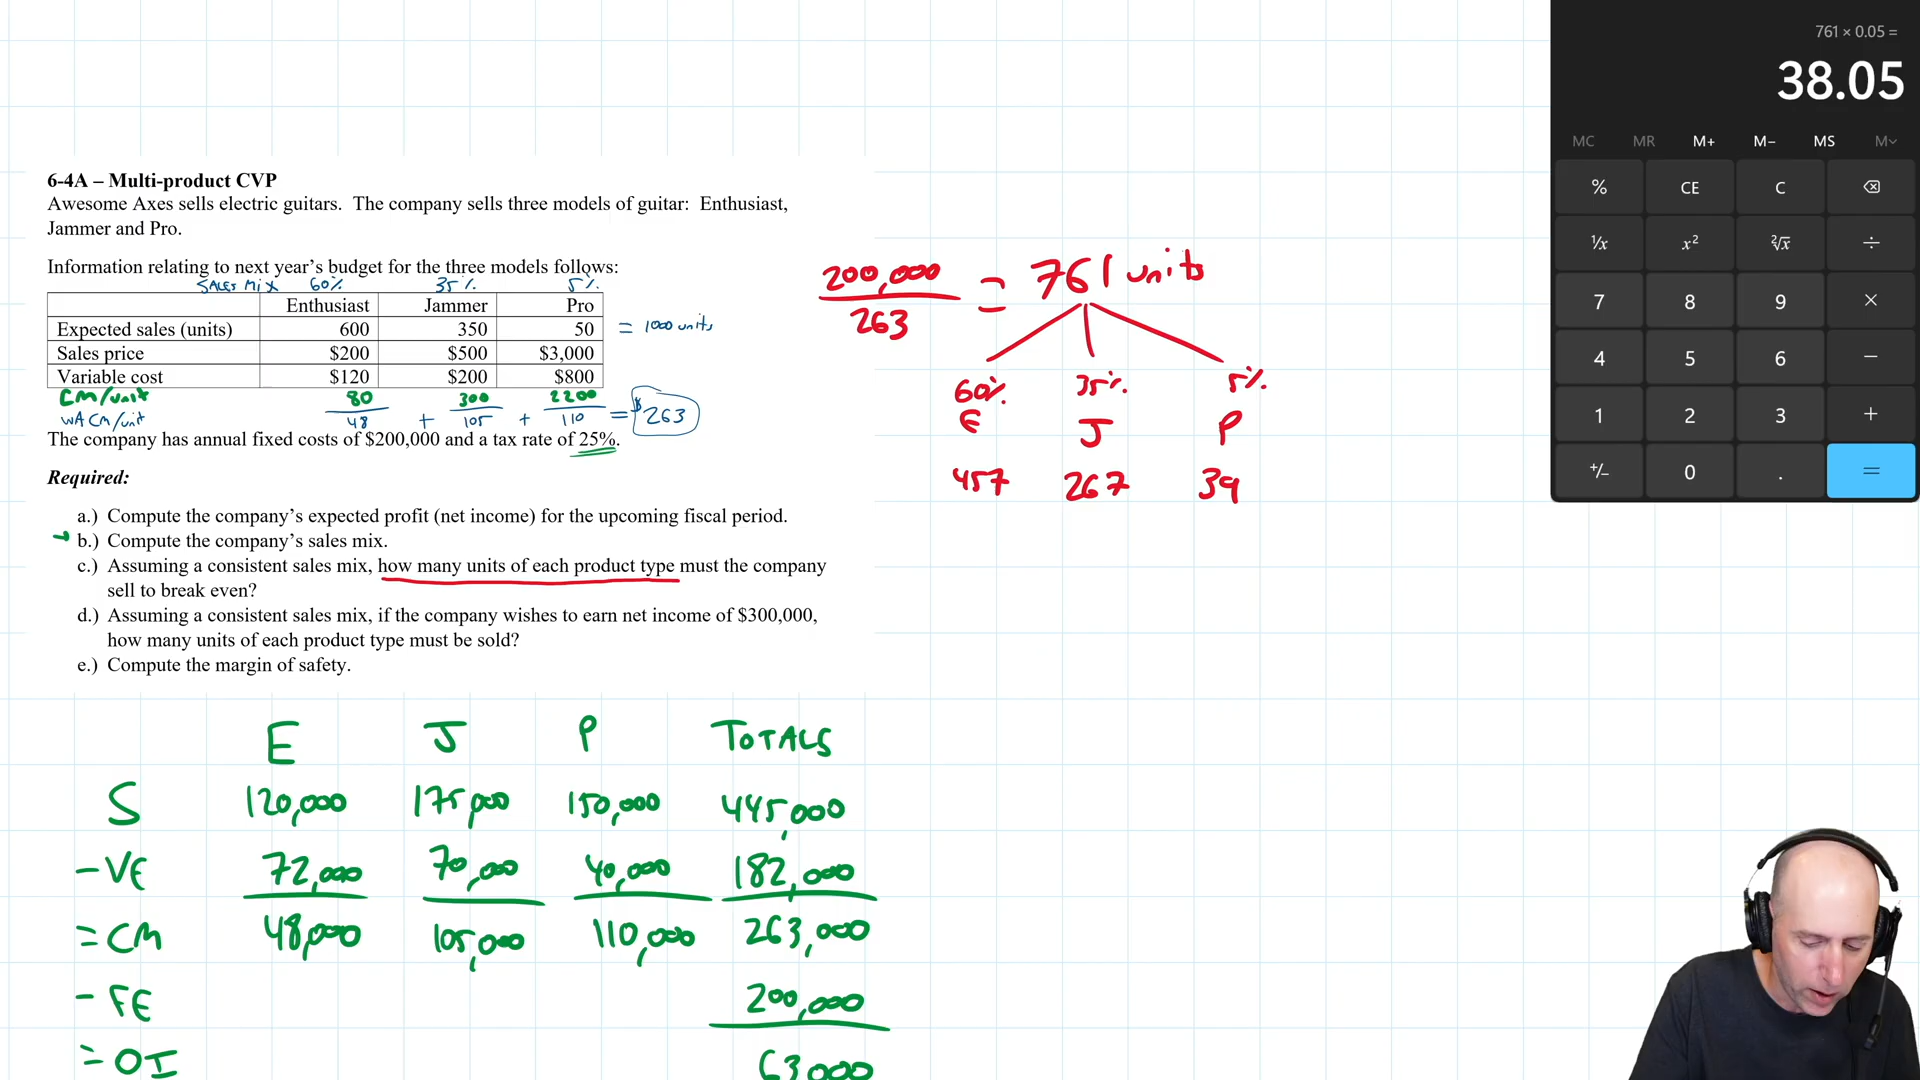 6-4A – Multi-product CVP
Awesome Axes sells electric guitars. The company sells three models of guitar: Enthusiast,
Jammer and Pro.
Information relating to next year's budget for the three models follows:
SALES MIX 60% 35% 5%
Enthusiast Jammer Pro
Expected sales (units) 600 350 50 = 1000 units
Sales price $200 $500 $3,000
Variable cost $120 $200 $800
CM/unit 80 300 2200
WA CM/unit 48 + 105 + 110 = $263
The company has annual fixed costs of $200,000 and a tax rate of 25%.
Required:
a.) Compute the company's expected profit (net income) for the upcoming fiscal period.
b.) Compute the company's sales mix.
c.) Assuming a consistent sales mix, how many units of each product type must the company
sell to break even?
d.) Assuming a consistent sales mix, if the company wishes to earn net income of $300,000,
how many units of each product type must be sold?
e.) Compute the margin of safety.
200,000
263
= 761 units
60% 35% 5%
E J P
457 267 39
E J P TOTALS
S 120,000 175,000 150,000 445,000
- VE 72,000 70,000 40,000 182,000
= CM 48,000 105,000 110,000 263,000
- FE 200,000
= OI 63,000
761 × 0.05 =
38.05
MC MR M+ M− MS M˅
% CE C ⌫
¹/x x² ²√x ÷
7 8 9 ×
4 5 6 −
1 2 3 +
+/− 0 . =